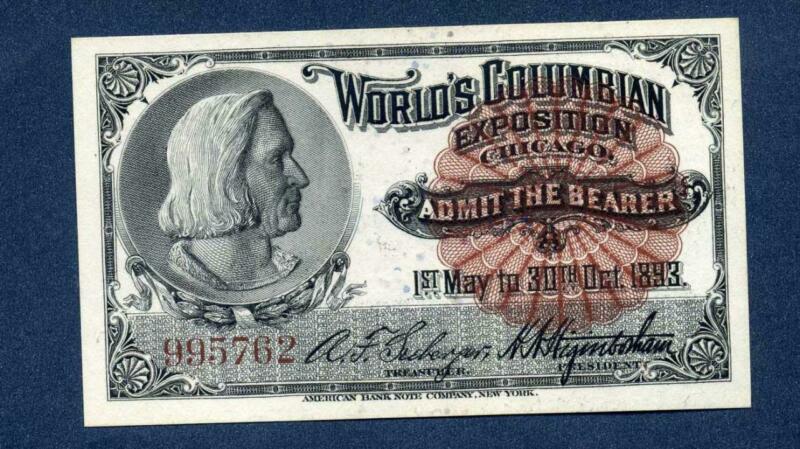 WORLD'S COLUMBIAN
EXPOSITION
CHICAGO.
ADMIT THE BEARER
1ST May to 30TH Oct. 1893.
995762 A.F. Seeberger, H.N. Higinbotham
TREASURER. PRESIDENT.
AMERICAN BANK NOTE COMPANY, NEW YORK.